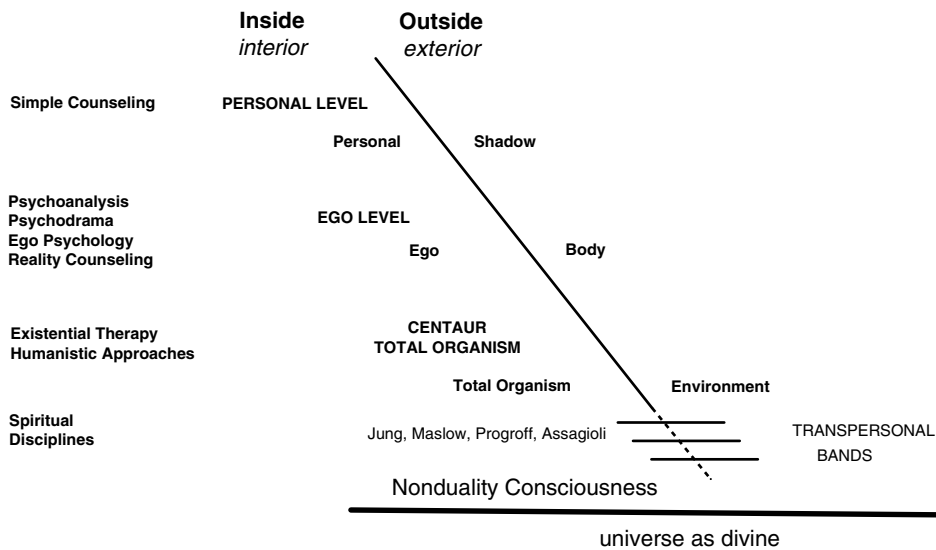 Inside Outside
interior exterior
Simple Counseling PERSONAL LEVEL
Personal Shadow
Psychoanalysis
Psychodrama EGO LEVEL
Ego Psychology
Ego Body
Reality Counseling
CENTAUR
Existential Therapy
TOTAL ORGANISM
Humanistic Approaches
Total Organism Environment
Spiritual
Disciplines
Jung, Maslow, Progroff, Assagioli
TRANSPERSONAL
BANDS
Nonduality Consciousness
universe as divine